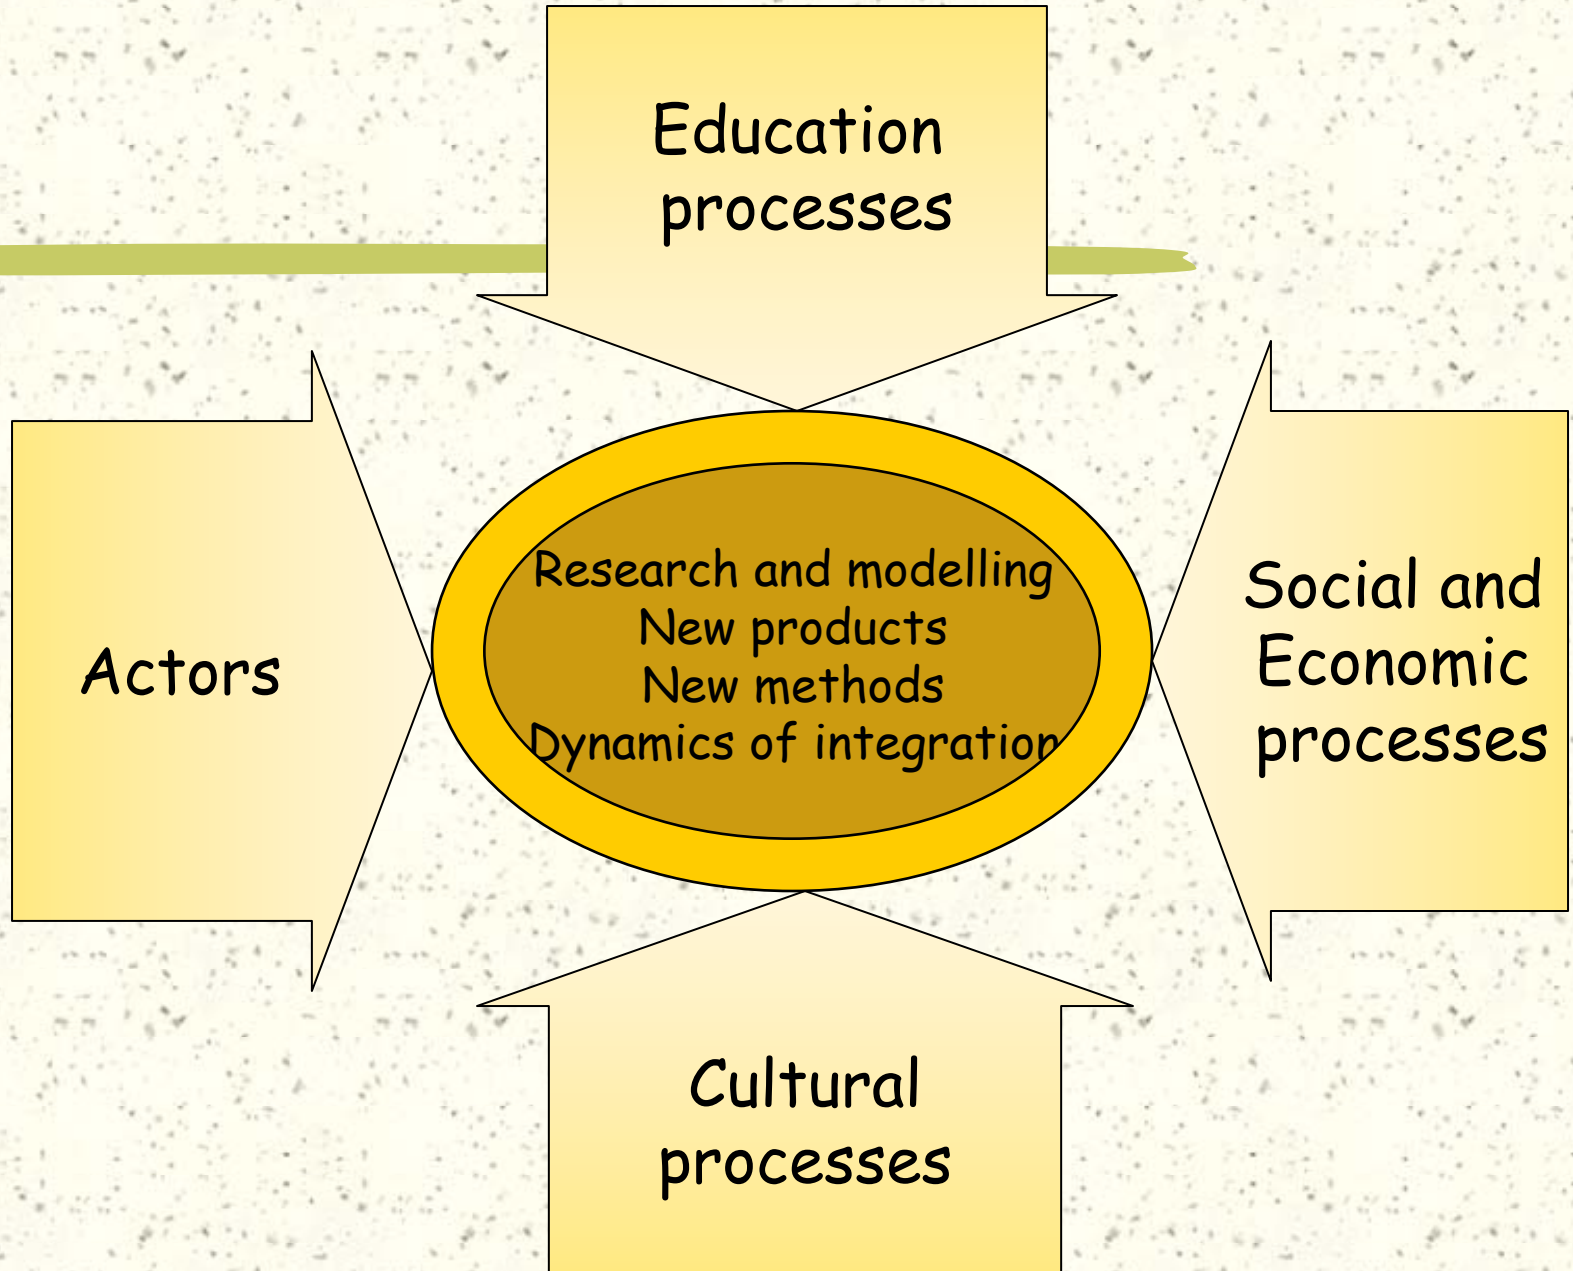 Education
processes
Actors
Research and modelling
New products
New methods
Dynamics of integration
Social and
Economic
processes
Cultural
processes